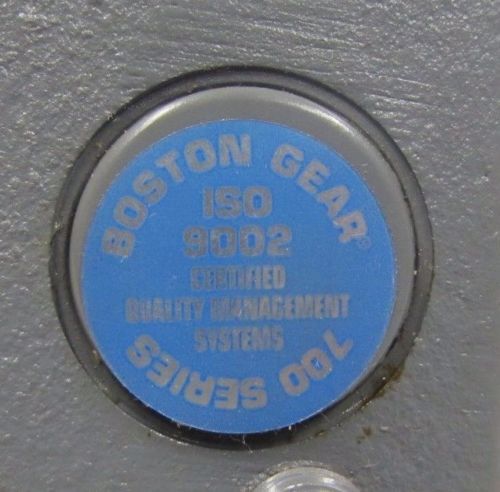 BOSTON GEAR®
ISO
9002
CERTIFIED
QUALITY MANAGEMENT
SYSTEMS
700 SERIES